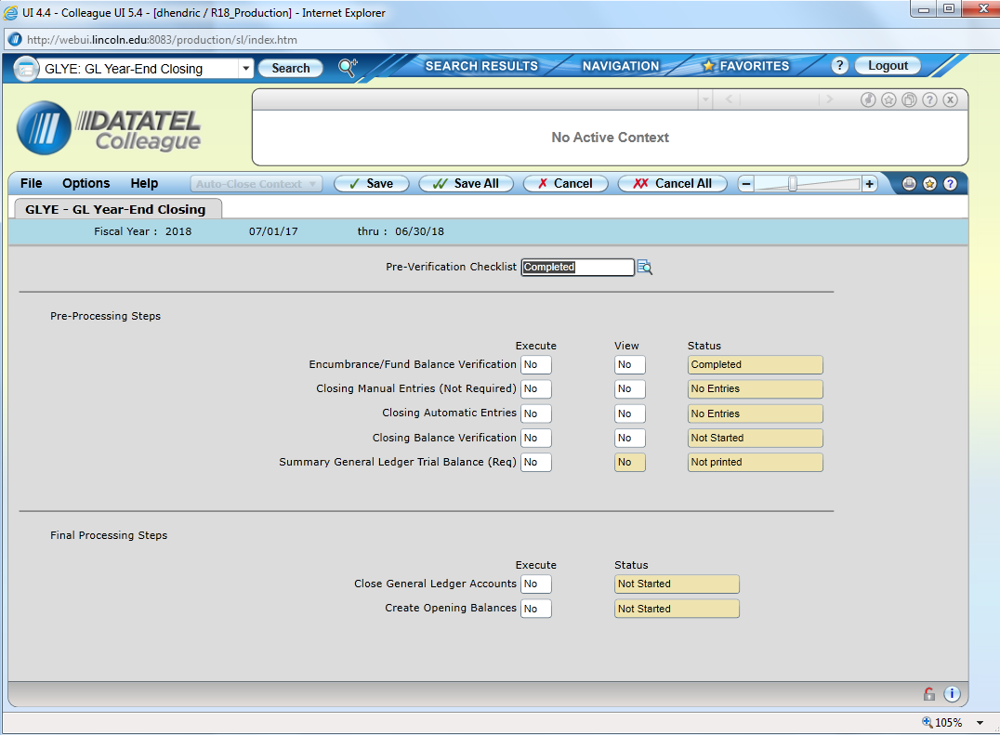 UI 4.4 - Colleague UI 5.4 - [dhendric / R18_Production] - Internet Explorer
http://webui.lincoln.edu:8083/production/sl/index.htm
GLYE: GL Year-End Closing Search SEARCH RESULTS NAVIGATION FAVORITES ? Logout
DATATEL
Colleague
No Active Context
File Options Help Auto-Close Context Save Save All Cancel Cancel All
GLYE - GL Year-End Closing
Fiscal Year : 2018 07/01/17 thru : 06/30/18
Pre-Verification Checklist Completed
Pre-Processing Steps
Execute View Status
Encumbrance/Fund Balance Verification No No Completed
Closing Manual Entries (Not Required) No No No Entries
Closing Automatic Entries No No No Entries
Closing Balance Verification No No Not Started
Summary General Ledger Trial Balance (Req) No No Not printed
Final Processing Steps
Execute Status
Close General Ledger Accounts No Not Started
Create Opening Balances No Not Started
105%